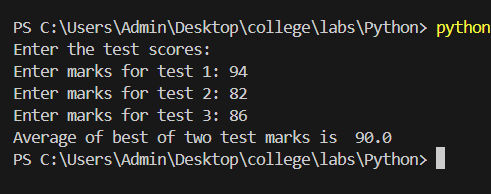 PS C:\Users\Admin\Desktop\college\labs\Python> python
Enter the test scores:
Enter marks for test 1: 94
Enter marks for test 2: 82
Enter marks for test 3: 86
Average of best of two test marks is  90.0
PS C:\Users\Admin\Desktop\college\labs\Python>